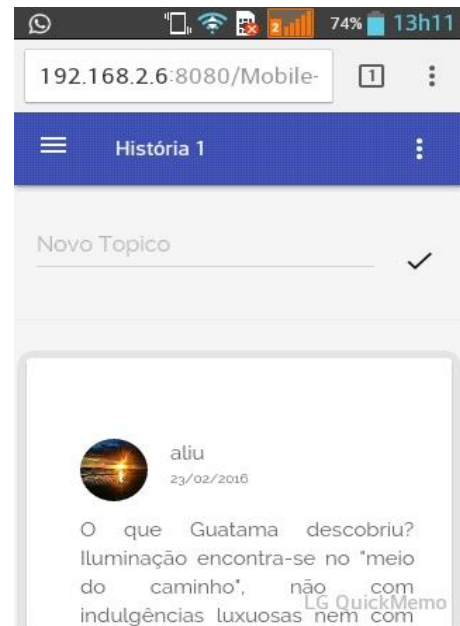 2 74% 13h11
192.168.2.6:8080/Mobile- 1
História 1
Novo Topico
aliu
23/02/2016
O que Guatama descobriu?
Iluminação encontra-se no "meio
do caminho", não com
indulgências luxuosas nem com
LG QuickMemo